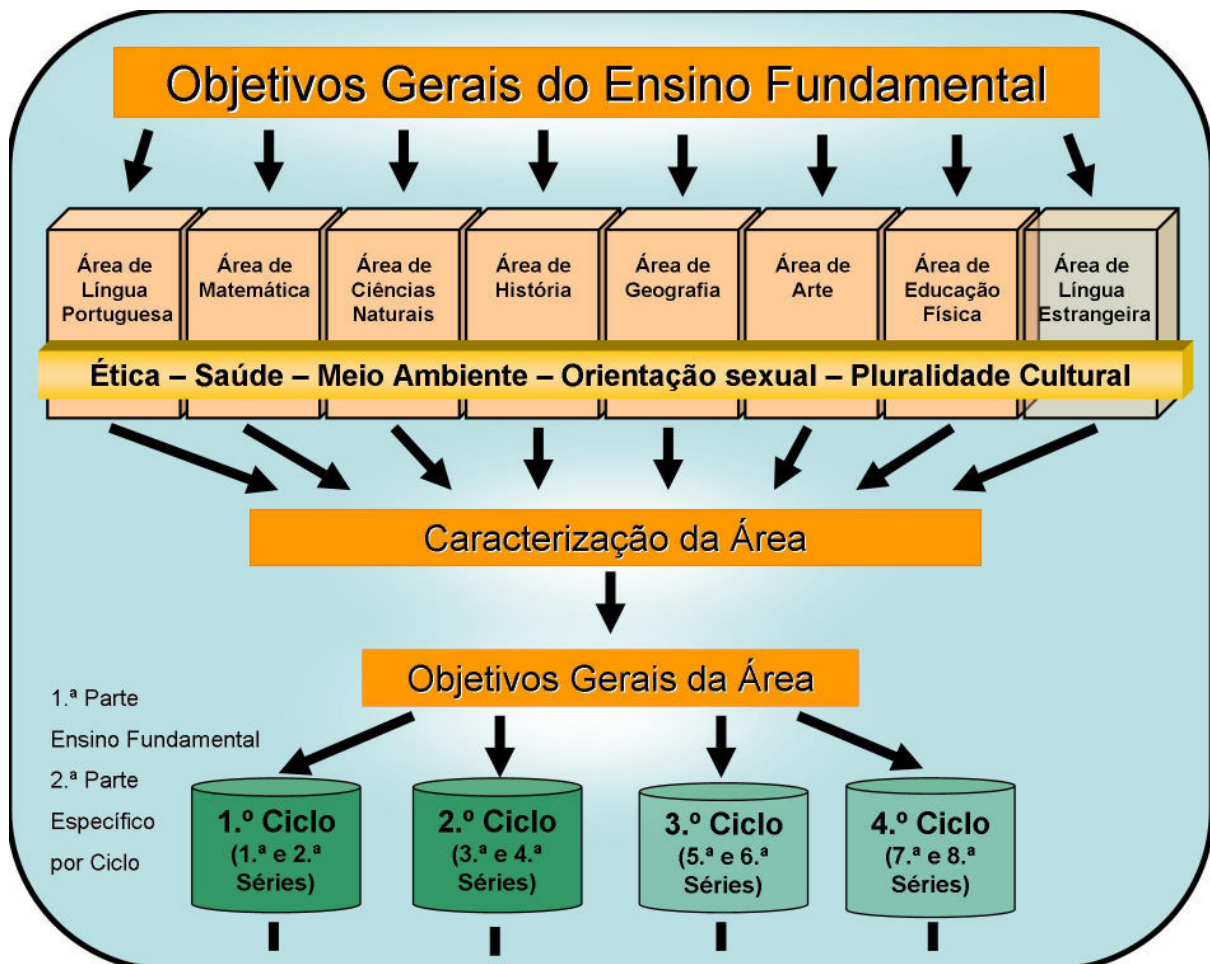 Objetivos Gerais do Ensino Fundamental
Área de
Língua
Portuguesa
Área de
Matemática
Área de
Ciências
Naturais
Área de
História
Área de
Geografia
Área de
Arte
Área de
Educação
Física
Área de
Língua
Estrangeira
Ética – Saúde – Meio Ambiente – Orientação sexual – Pluralidade Cultural
Caracterização da Área
Objetivos Gerais da Área
1.ª Parte
Ensino Fundamental
2.ª Parte
Específico
por Ciclo
1.º Ciclo
(1.ª e 2.ª
Séries)
2.º Ciclo
(3.ª e 4.ª
Séries)
3.º Ciclo
(5.ª e 6.ª
Séries)
4.º Ciclo
(7.ª e 8.ª
Séries)